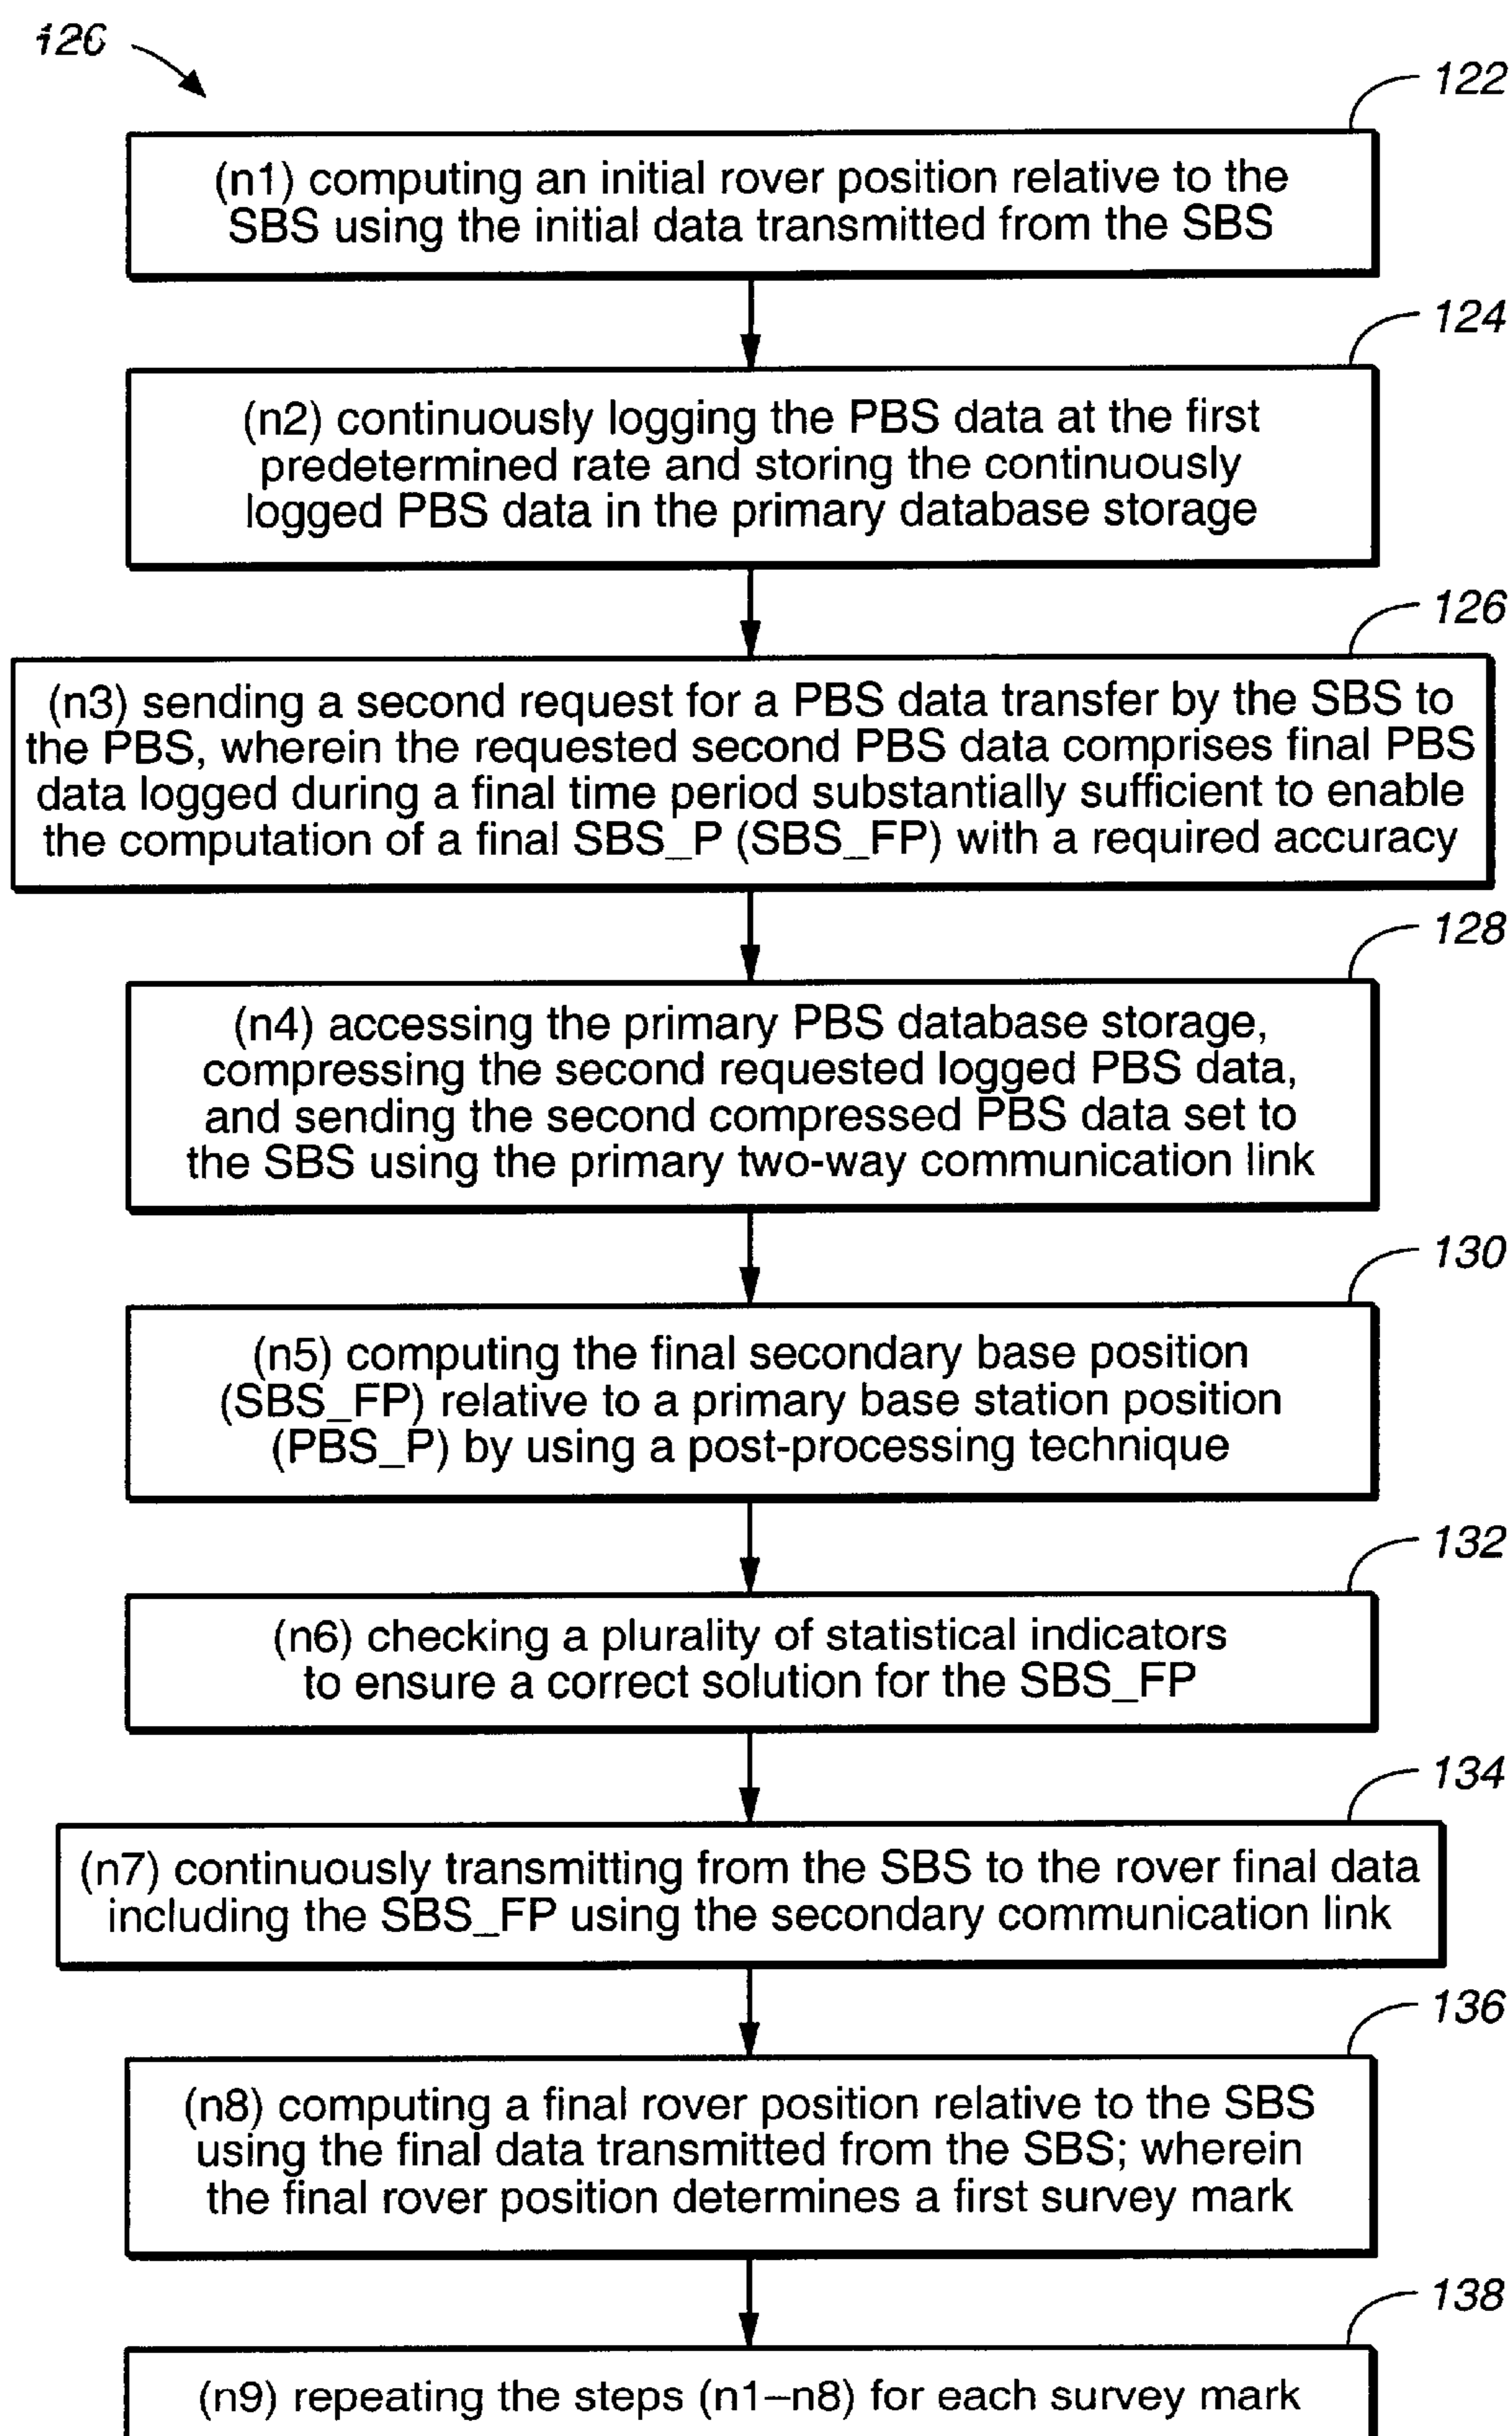 120
122
(n1) computing an initial rover position relative to the
SBS using the initial data transmitted from the SBS
124
(n2) continuously logging the PBS data at the first
predetermined rate and storing the continuously
logged PBS data in the primary database storage
126
(n3) sending a second request for a PBS data transfer by the SBS to
the PBS, wherein the requested second PBS data comprises final PBS
data logged during a final time period substantially sufficient to enable
the computation of a final SBS_P (SBS_FP) with a required accuracy
128
(n4) accessing the primary PBS database storage,
compressing the second requested logged PBS data,
and sending the second compressed PBS data set to
the SBS using the primary two-way communication link
130
(n5) computing the final secondary base position
(SBS_FP) relative to a primary base station position
(PBS_P) by using a post-processing technique
132
(n6) checking a plurality of statistical indicators
to ensure a correct solution for the SBS_FP
134
(n7) continuously transmitting from the SBS to the rover final data
including the SBS_FP using the secondary communication link
136
(n8) computing a final rover position relative to the SBS
using the final data transmitted from the SBS; wherein
the final rover position determines a first survey mark
138
(n9) repeating the steps (n1–n8) for each survey mark